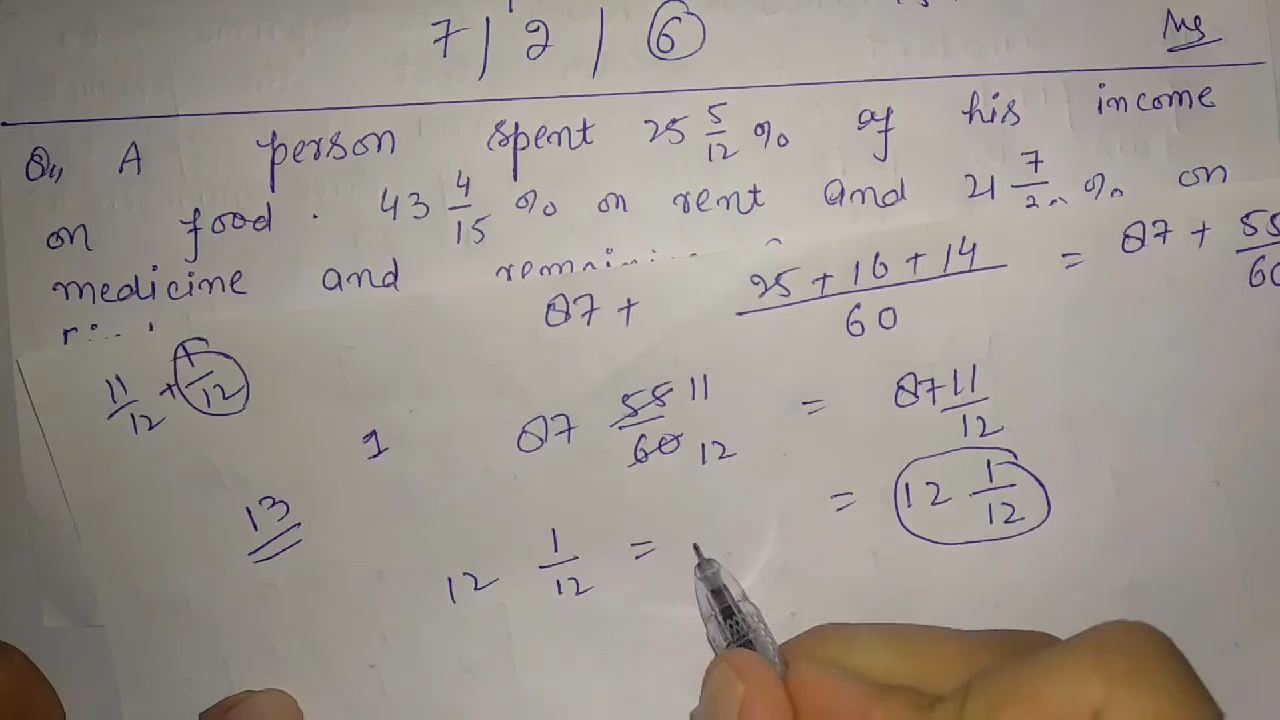 7 / 2 / 6
Ans
Q, A person spent 25 5/12 % of his income
on food. 43 4/15 % on rent and 21 7/ % on
medicine and
87 + 25 + 16 + 14 / 60 = 87 + 55/60
11/12 + 1/12
1 87 55/60 11/12 = 87 11/12
= 12 1/12
13
12 1/12 =